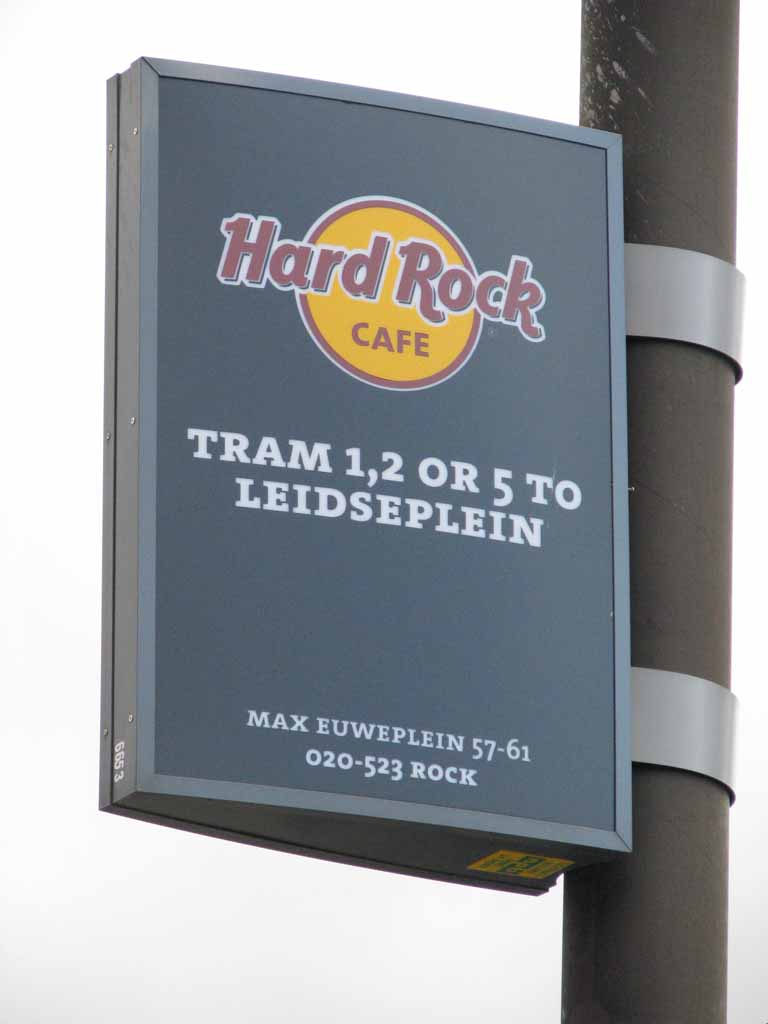 Hard Rock
CAFE
TRAM 1,2 OR 5 TO
LEIDSEPLEIN
MAX EUWEPLEIN 57-61
020-523 ROCK
6653